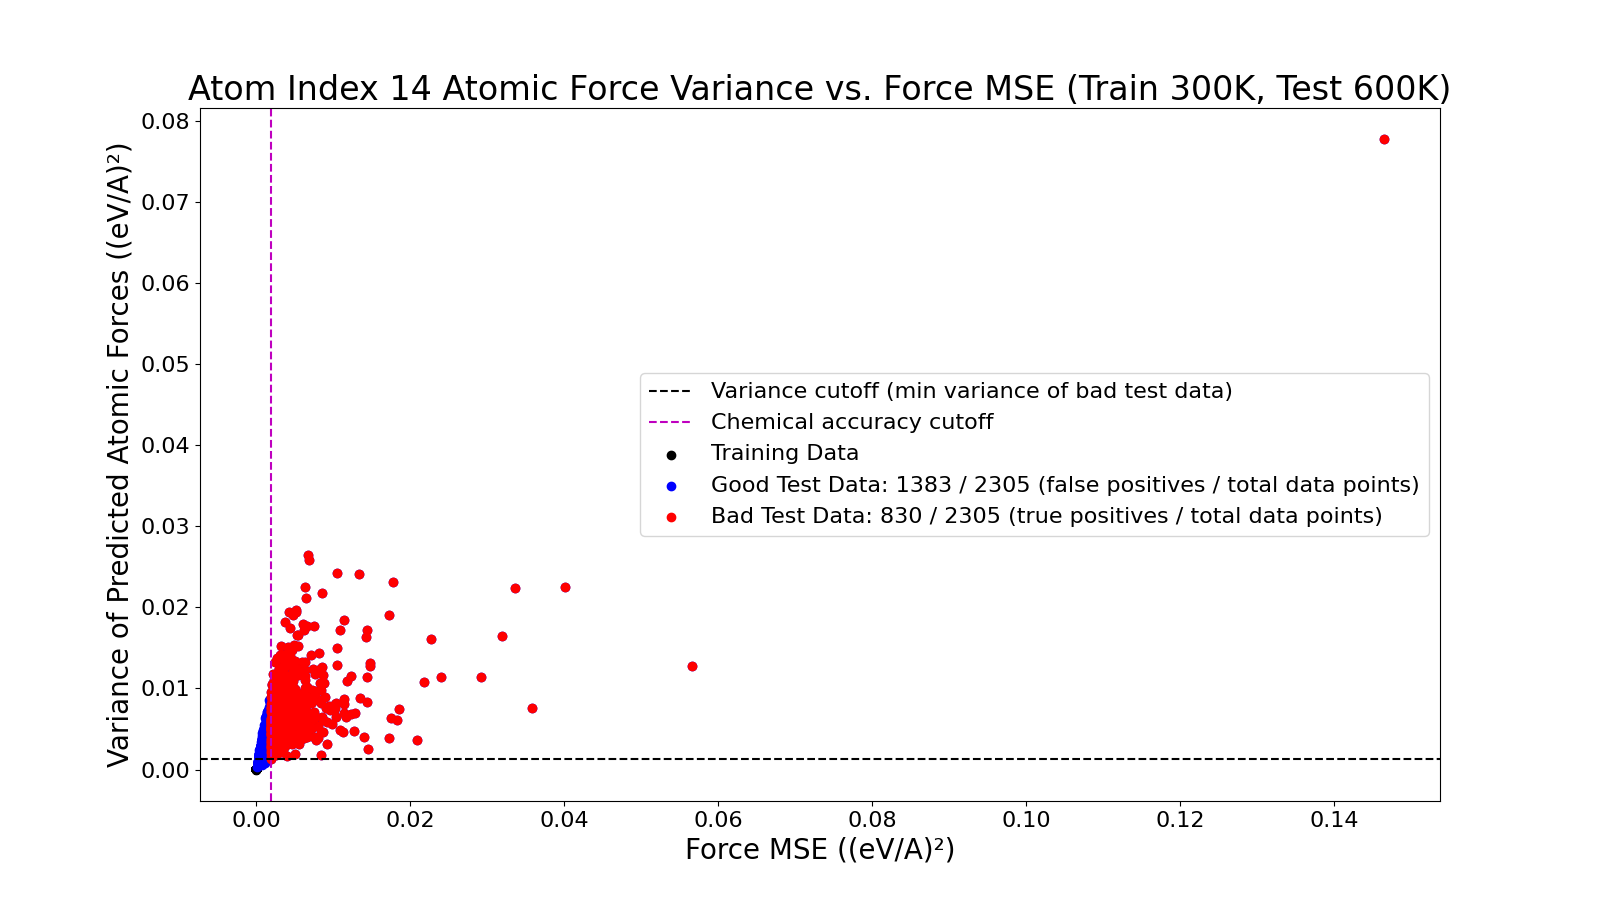 Atom Index 14 Atomic Force Variance vs. Force MSE (Train 300K, Test 600K)
Variance of Predicted Atomic Forces ((eV/A)²)
0.08
0.07
0.06
0.05
0.04
0.03
0.02
0.01
0.00
Variance cutoff (min variance of bad test data)
Chemical accuracy cutoff
Training Data
Good Test Data: 1383 / 2305 (false positives / total data points)
Bad Test Data: 830 / 2305 (true positives / total data points)
0.00 0.02 0.04 0.06 0.08 0.10 0.12 0.14
Force MSE ((eV/A)²)